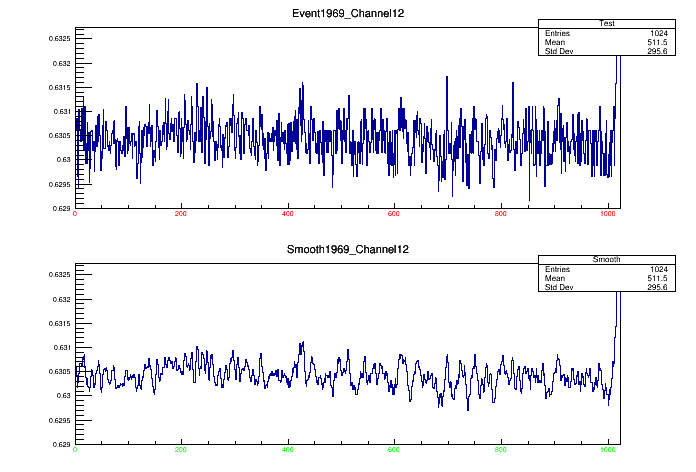 Event1969_Channel12
Test
Entries 1024
Mean 511.5
Std Dev 295.6
0.6325
0.632
0.6315
0.631
0.6305
0.63
0.6295
0.629
0 200 400 600 800 1000
Smooth1969_Channel12
Smooth
Entries 1024
Mean 511.5
Std Dev 295.6
0.6325
0.632
0.6315
0.631
0.6305
0.63
0.6295
0.629
0 200 400 600 800 1000